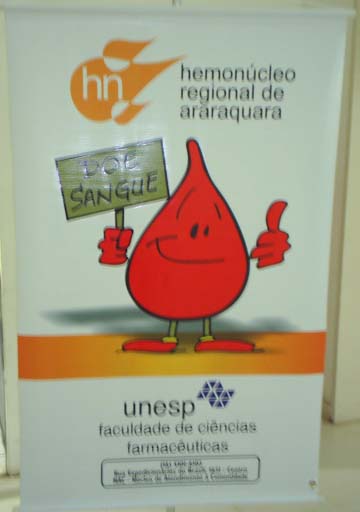 hn
hemonúcleo
regional de
araraquara
DOE
SANGUE
unesp
faculdade de ciências
farmacêuticas